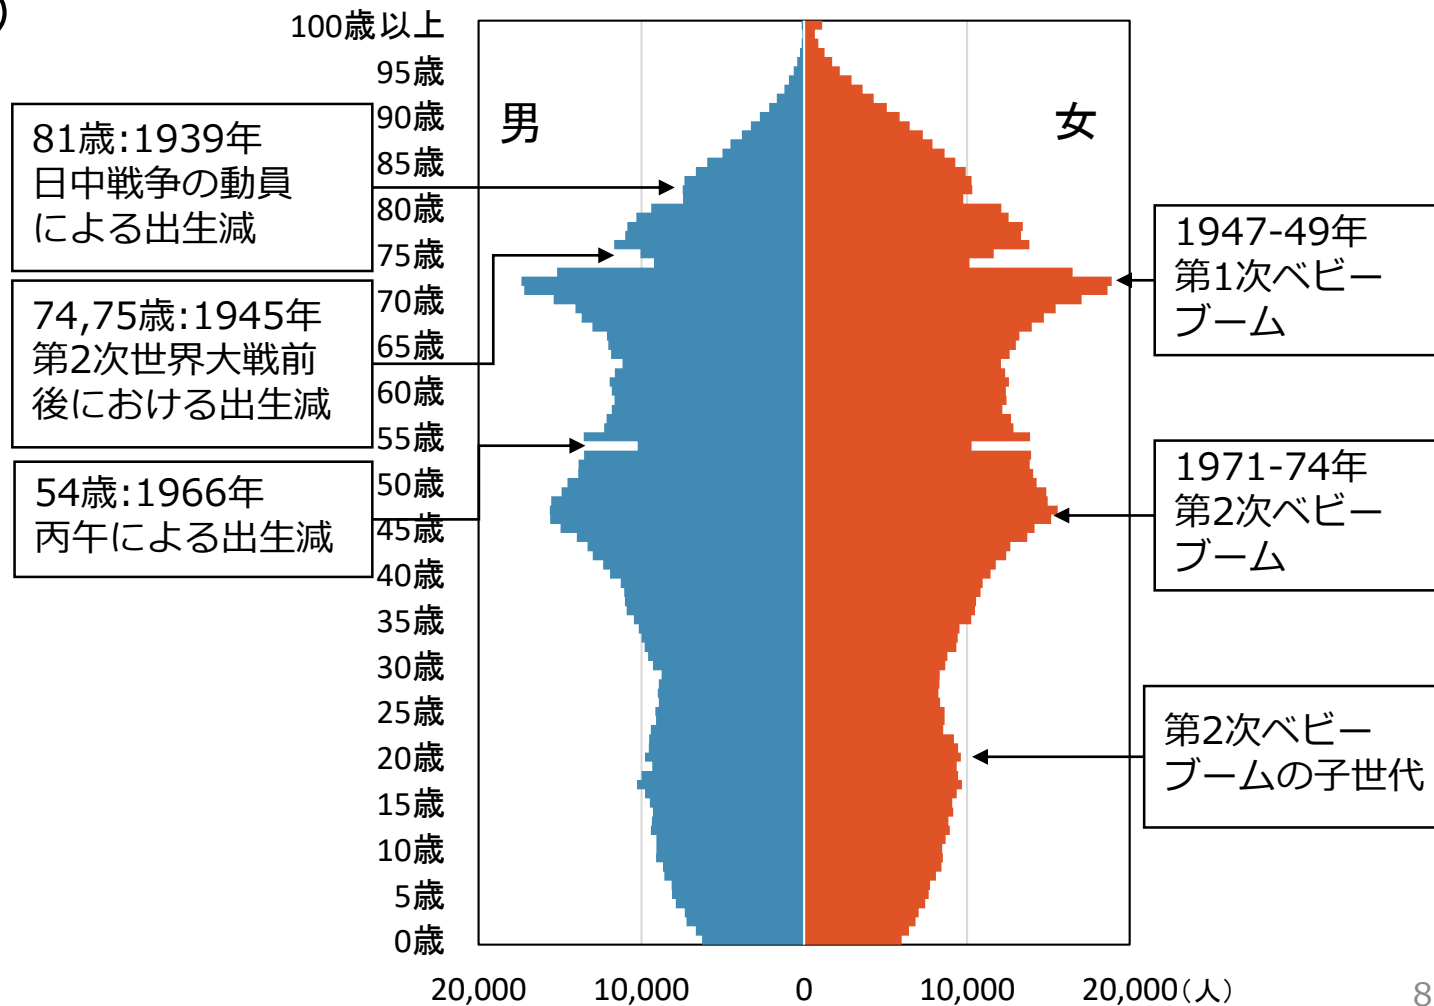 )
100歳以上
95歳
90歳
85歳
80歳
75歳
70歳
65歳
60歳
55歳
50歳
45歳
40歳
35歳
30歳
25歳
20歳
15歳
10歳
5歳
0歳
男
女
81歳:1939年
日中戦争の動員
による出生減
74,75歳:1945年
第2次世界大戦前
後における出生減
54歳:1966年
丙午による出生減
1947-49年
第1次ベビー
ブーム
1971-74年
第2次ベビー
ブーム
第2次ベビー
ブームの子世代
20,000 10,000 0 10,000 20,000(人)
8